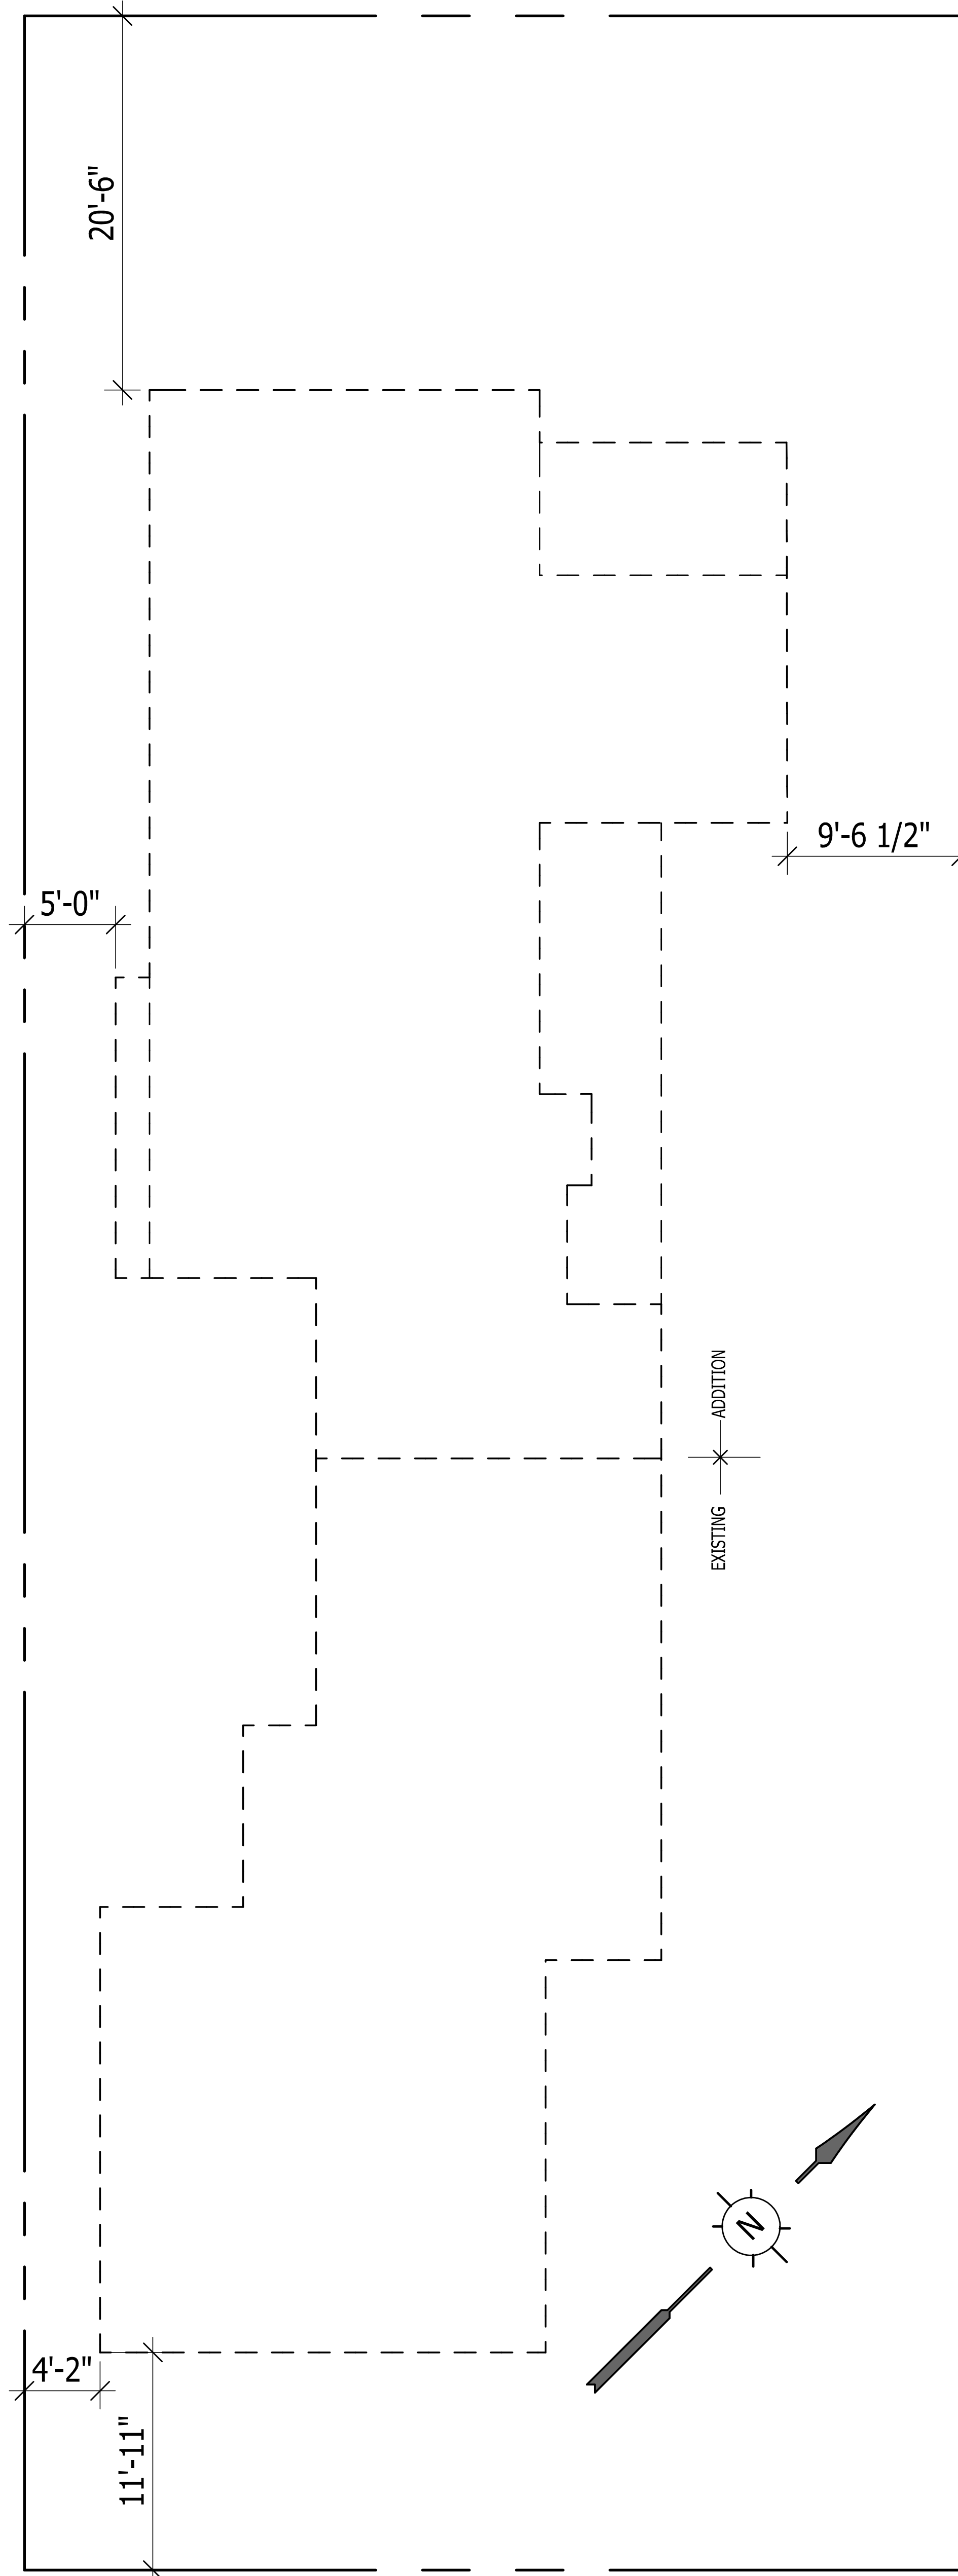 20'-6"
9'-6 1/2"
5'-0"
ADDITION
EXISTING
N
4'-2"
11'-11"